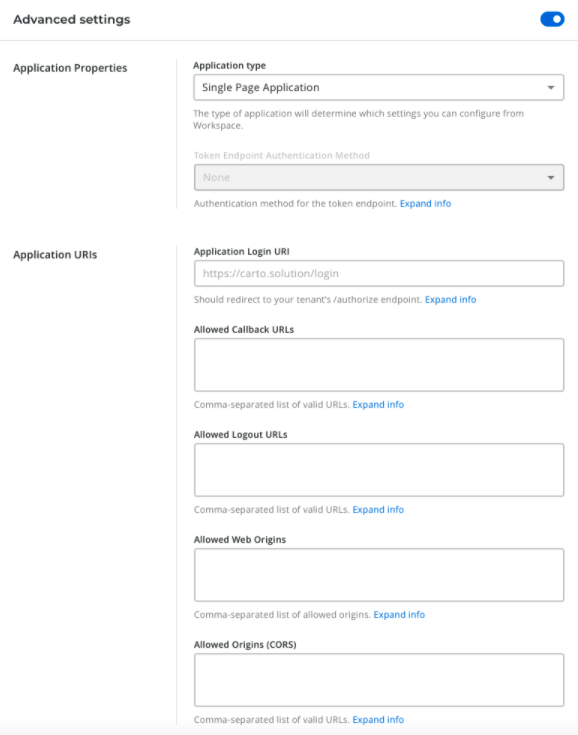 Advanced settings
Application Properties
Application type
Single Page Application
The type of application will determine which settings you can configure from
Workspace.
Token Endpoint Authentication Method
None
Authentication method for the token endpoint. Expand info
Application URIs
Application Login URI
https://carto.solution/login
Should redirect to your tenant's /authorize endpoint. Expand info
Allowed Callback URLs
Comma-separated list of valid URLs. Expand info
Allowed Logout URLs
Comma-separated list of valid URLs. Expand info
Allowed Web Origins
Comma-separated list of allowed origins. Expand info
Allowed Origins (CORS)
Comma-separated list of valid URLs. Expand info